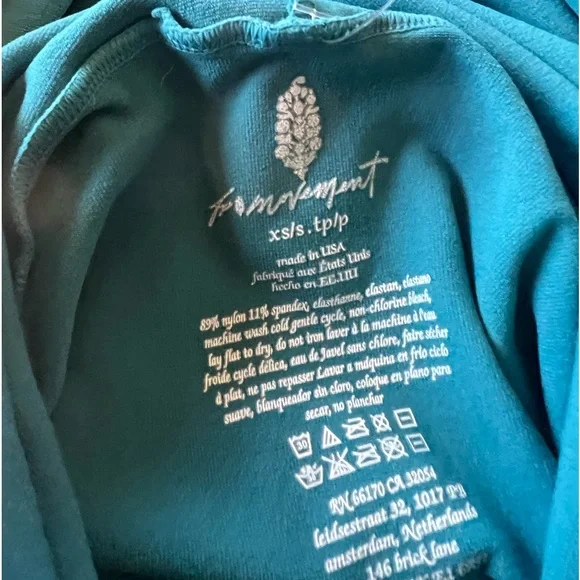 fp movement
xs/s . tp/p
made in USA
fabriqué aux États Unis
hecho en EE.UU
89% nylon 11% spandex, elasthanne, elastan, elastano
machine wash cold gentle cycle, non-chlorine bleach,
lay flat to dry, do not iron laver à la machine à l'eau
froide cycle délica, eau de Javel sans chlore, faire sécher
à plat, ne pas repasser Lavar a máquina en frío ciclo
suave, blanqueador sin cloro, coloque en plano para
secar, no planchar
30
RN 66170 CA 32054
leidsestraat 32, 1017 PB
amsterdam, Netherlands
146 brick lane